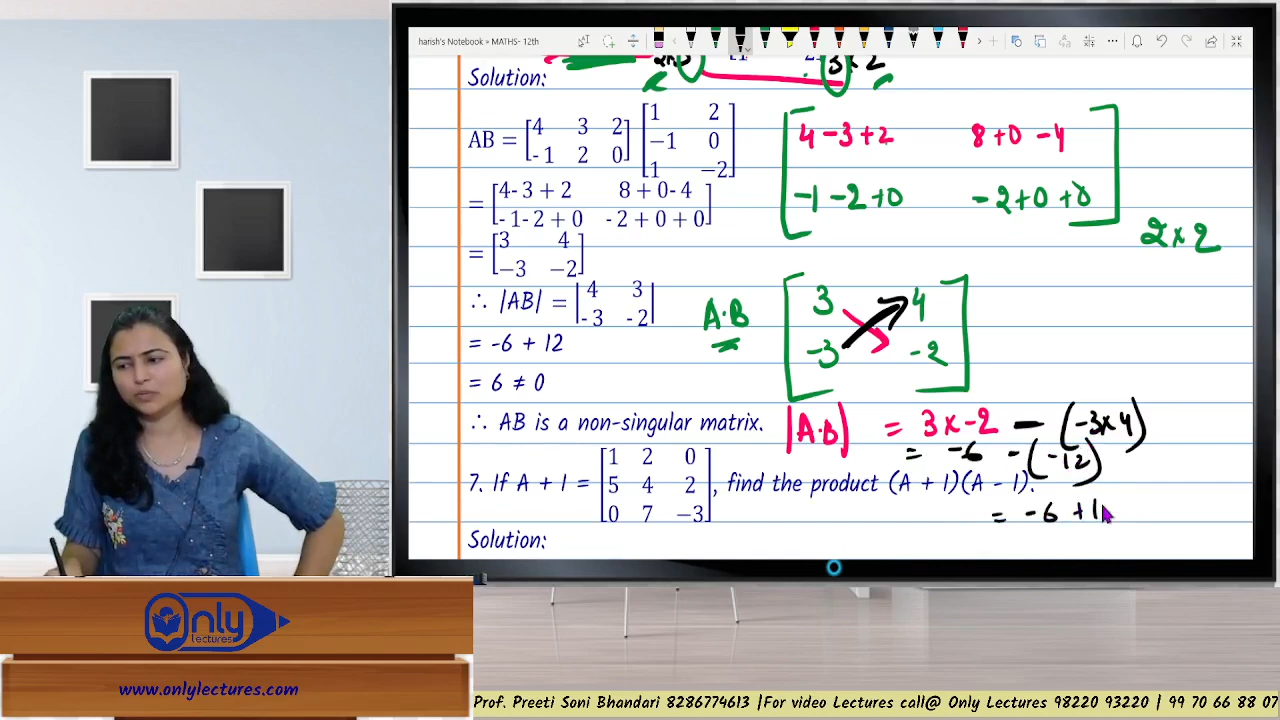 harish's Notebook » MATHS- 12th
3 × 2
Solution:
AB = [4 3 2 [1 2
-1 2 0] −1 0
1 −2]
= [4- 3 + 2 8 + 0- 4
- 1- 2 + 0 - 2 + 0 + 0]
= [3 4
−3 −2]
∴ |AB| = |4 3
- 3 - 2|
= -6 + 12
= 6 ≠ 0
∴ AB is a non-singular matrix.
7. If A + I = [1 2 0
5 4 2
0 7 −3], find the product (A + I)(A - I).
Solution:
[4 - 3 + 2 8 + 0 - 4
-1 - 2 + 0 - 2 + 0 + 0]
2 × 2
A·B [3 4
-3 -2]
|A·B| = 3 × -2 - (-3 × 4)
= -6 - (-12)
= -6 + 1
Only
lectures
www.onlylectures.com
Prof. Preeti Soni Bhandari 8286774613 |For video Lectures call@ Only Lectures 98220 93220 | 99 70 66 88 07